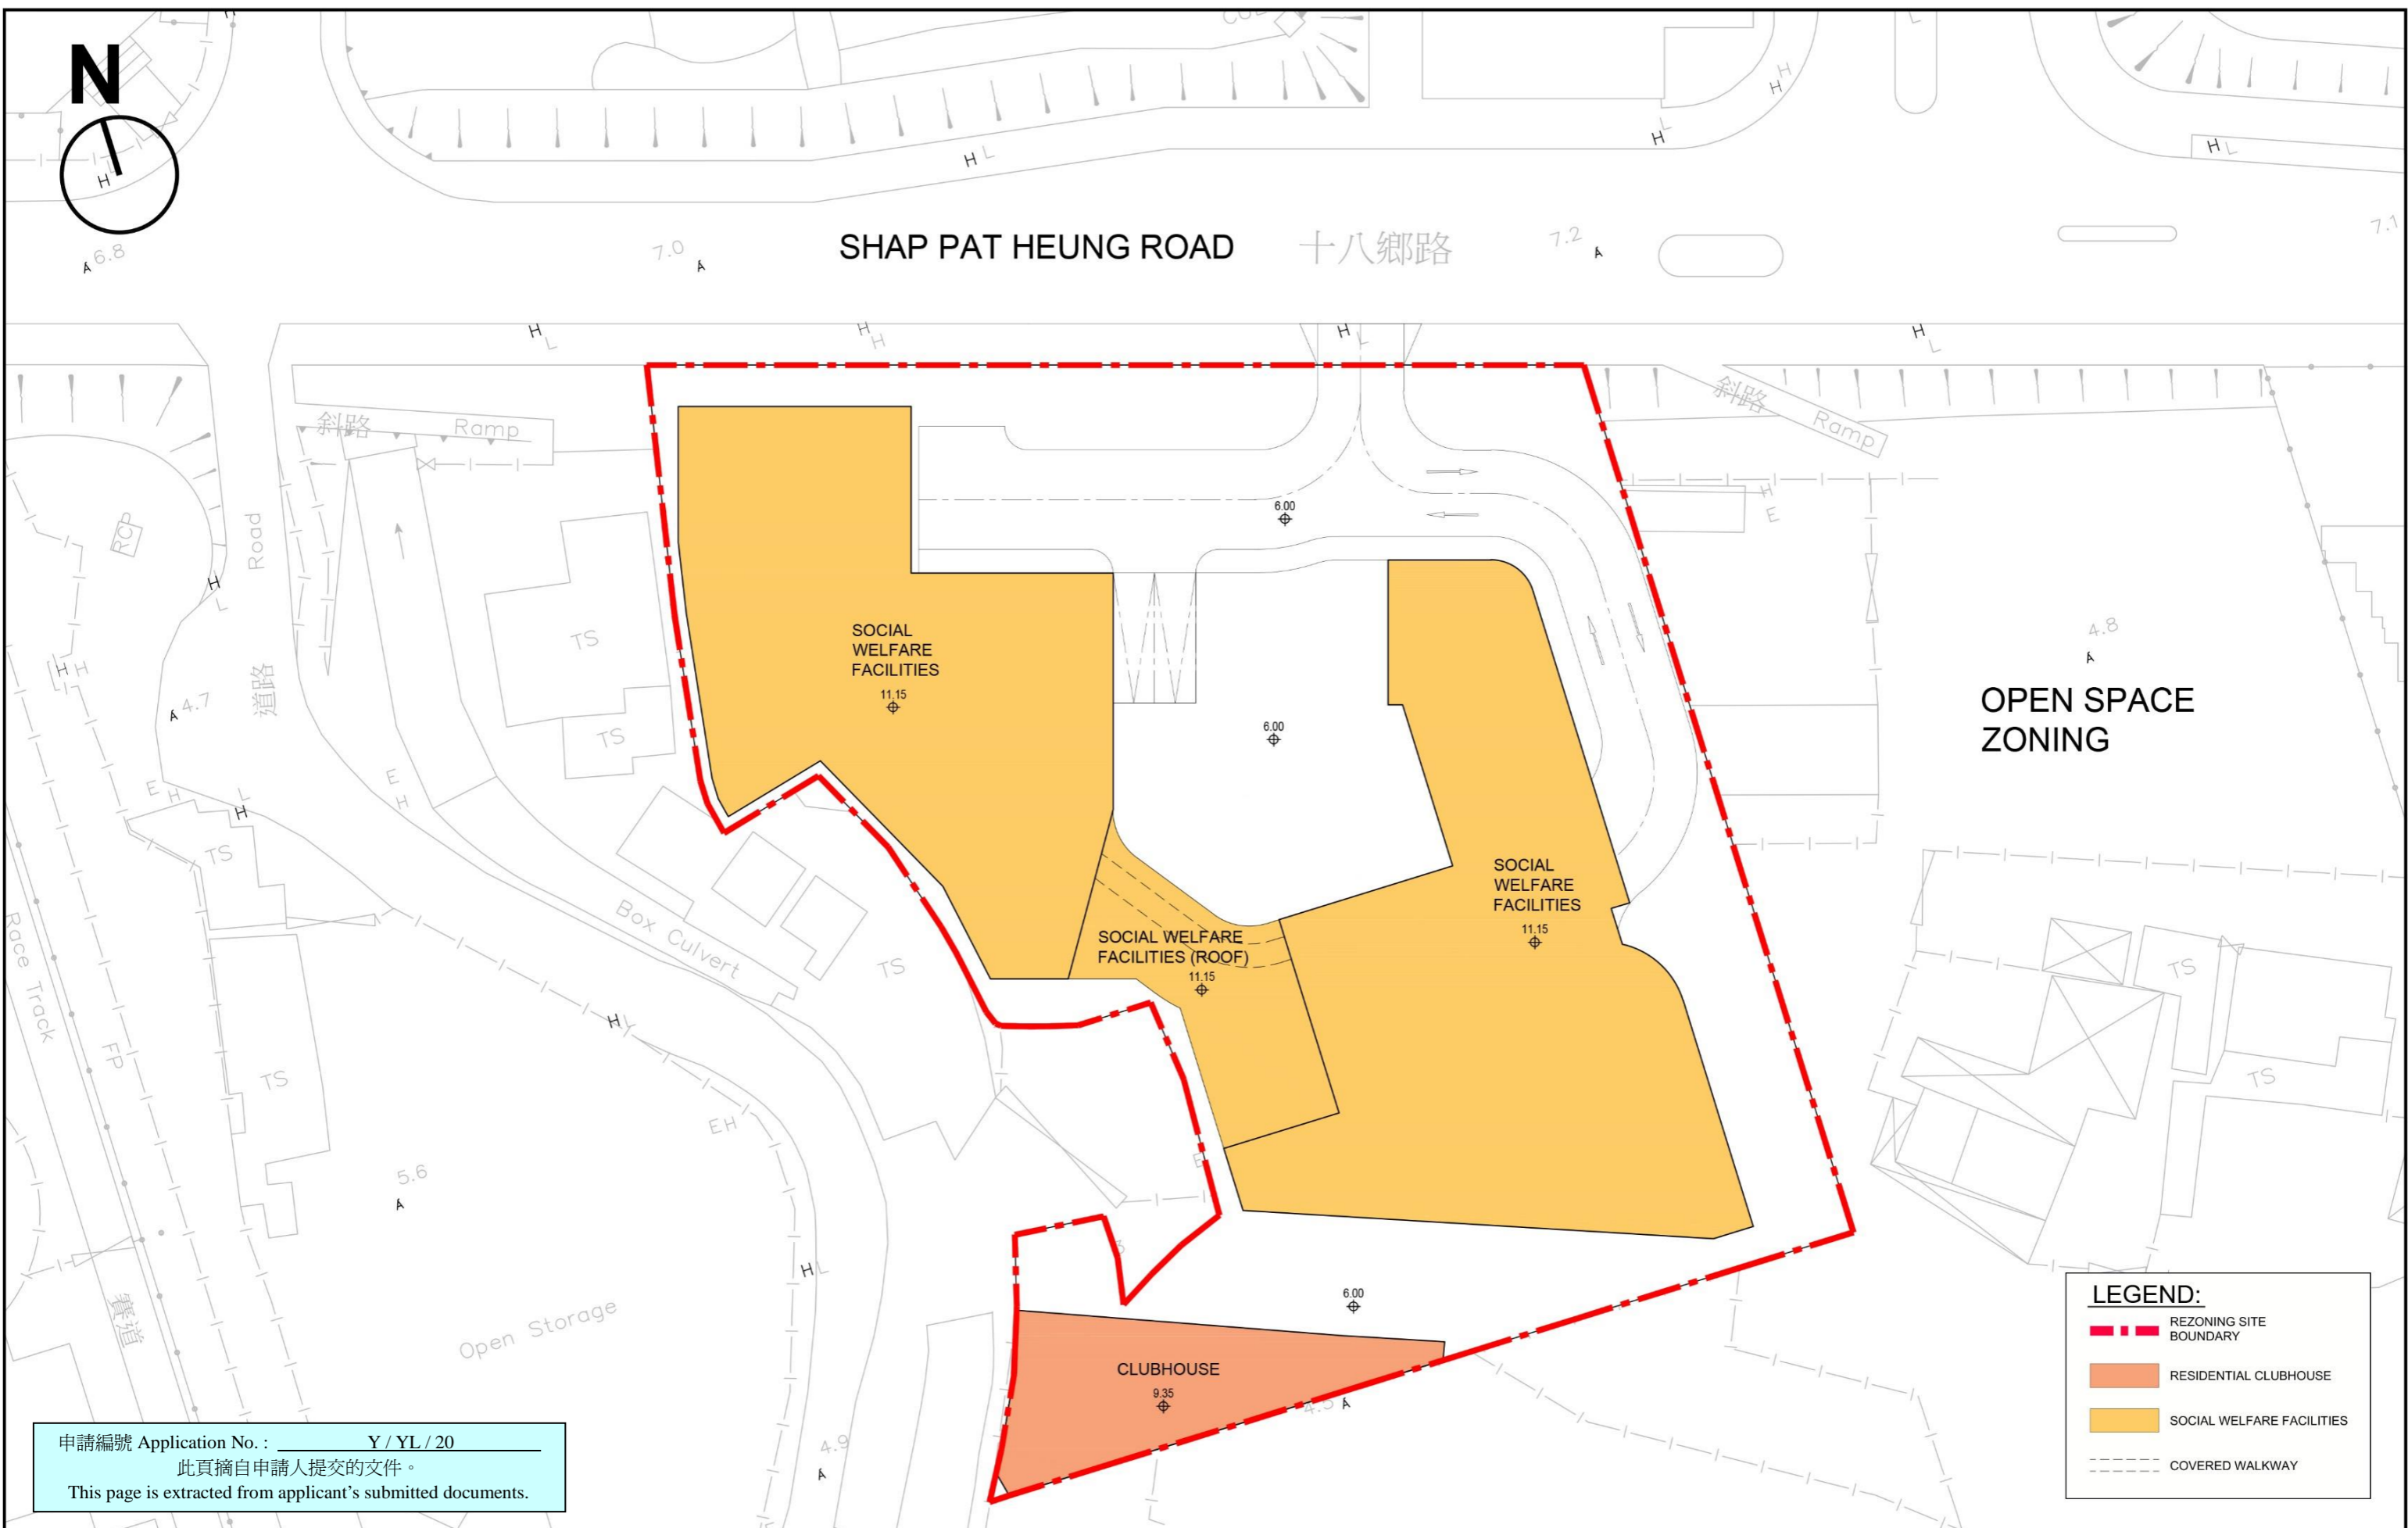 N
H
H L
H L
H H
H L
6.8
7.0
SHAP PAT HEUNG ROAD 十八鄉路
7.2
7.1
H L
H H
H L
H L
斜路 Ramp
斜路 Ramp
RCP
Road
道路
H L
H E
6.00
TS
TS
SOCIAL
WELFARE
FACILITIES
11.15
6.00
4.8
OPEN SPACE
ZONING
H H
4.7
E H
L H
E H
TS
Box Culvert
TS
SOCIAL
WELFARE
FACILITIES
11.15
SOCIAL WELFARE
FACILITIES (ROOF)
11.15
TS
TS
Race Track
FP
賽道
TS
H L
EH
E
5.6
H L
3
6.00
Open Storage
CLUBHOUSE
9.35
4.9
LEGEND:
REZONING SITE
BOUNDARY
RESIDENTIAL CLUBHOUSE
SOCIAL WELFARE FACILITIES
COVERED WALKWAY
申請編號 Application No. : Y / YL / 20
此頁摘自申請人提交的文件。
This page is extracted from applicant's submitted documents.